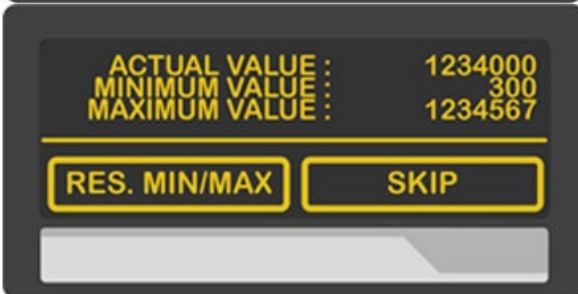 ACTUAL VALUE : 1234000
MINIMUM VALUE : 300
MAXIMUM VALUE : 1234567
RES. MIN/MAX SKIP